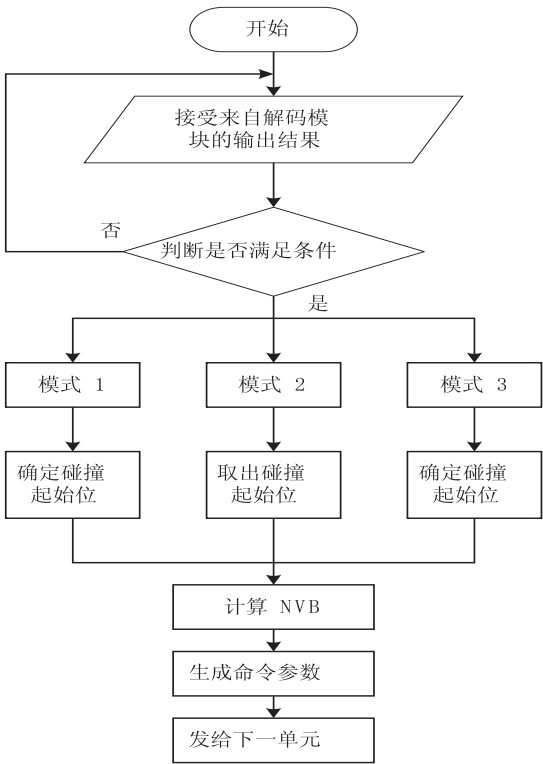 开始
接受来自解码模
块的输出结果
否
判断是否满足条件
是
模式 1
模式 2
模式 3
确定碰撞
起始位
取出碰撞
起始位
确定碰撞
起始位
计算 NVB
生成命令参数
发给下一单元